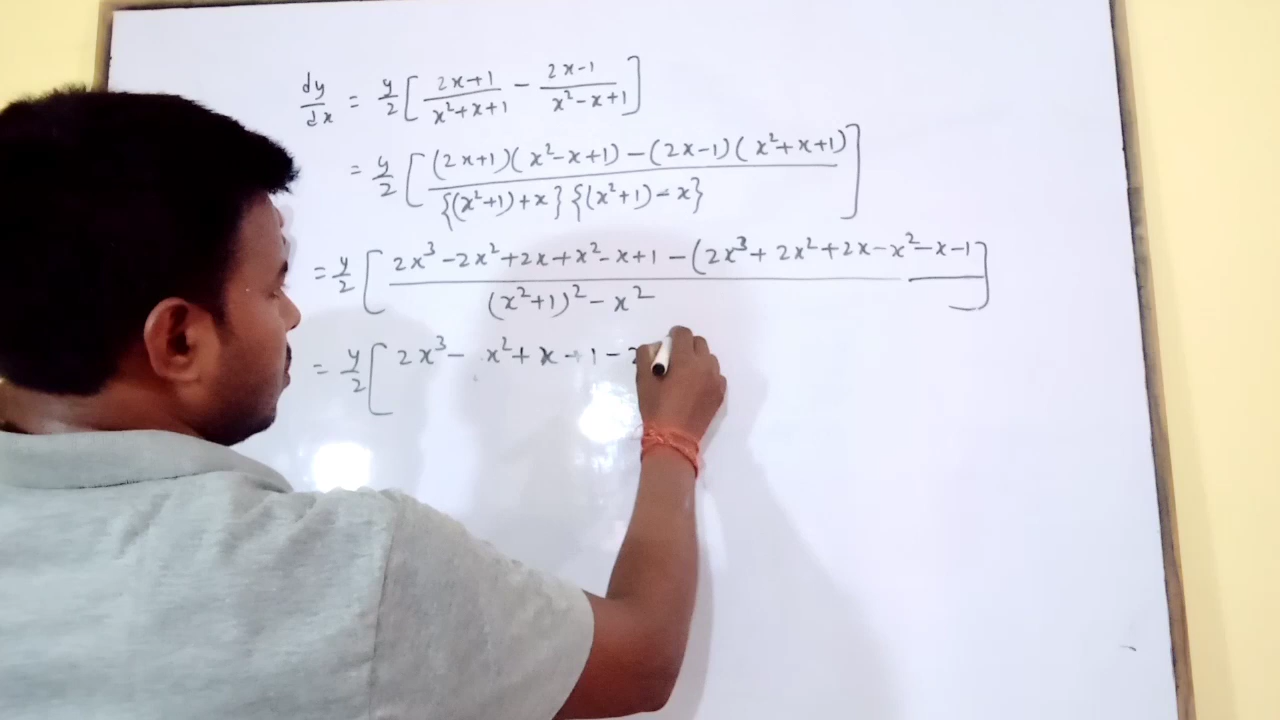 dy/dx = y/2 [ (2x+1)/(x²+x+1) - (2x-1)/(x²-x+1) ]
= y/2 [ ((2x+1)(x²-x+1) - (2x-1)(x²+x+1)) / ({(x²+1)+x}{(x²+1)-x}) ]
= y/2 [ (2x³-2x²+2x+x²-x+1 - (2x³+2x²+2x-x²-x-1) / ((x²+1)²-x²) ]
= y/2 [ 2x³- x²+x+1-2